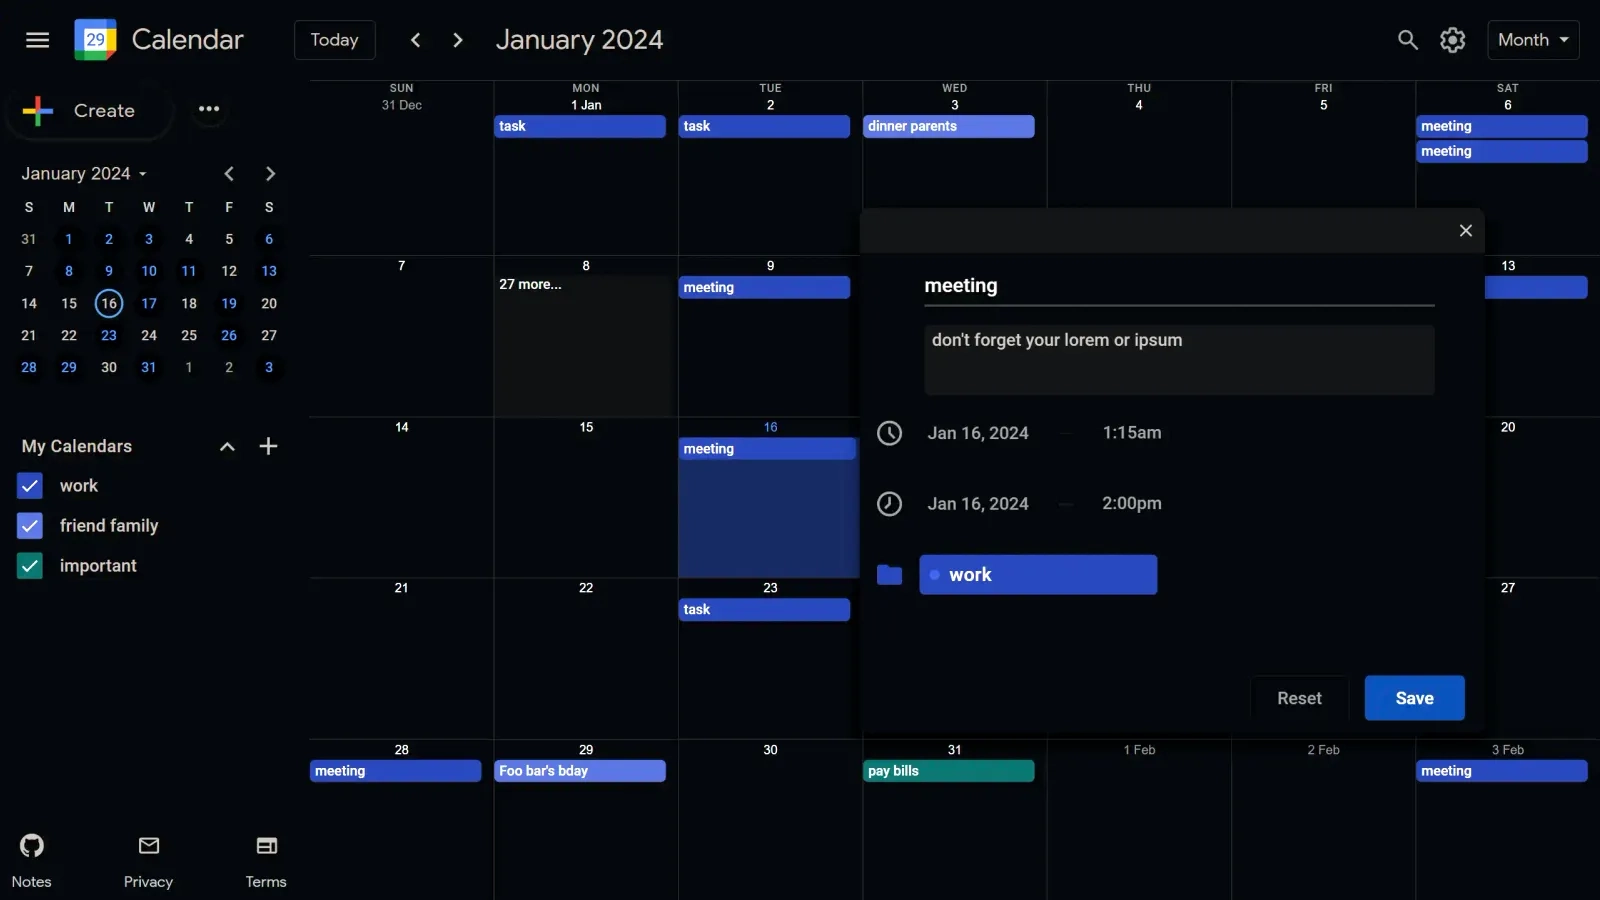 29 Calendar Today January 2024 Month
Create
January 2024
S M T W T F S
31 1 2 3 4 5 6
7 8 9 10 11 12 13
14 15 16 17 18 19 20
21 22 23 24 25 26 27
28 29 30 31 1 2 3
My Calendars
work
friend family
important
Notes Privacy Terms
SUN MON TUE WED THU FRI SAT
31 Dec 1 Jan 2 3 4 5 6
task task dinner parents meeting
meeting
7 8 9 13
27 more... meeting
14 15 16 20
meeting
21 22 23 27
task
28 29 30 31 1 Feb 2 Feb 3 Feb
meeting Foo bar's bday pay bills meeting
meeting
don't forget your lorem or ipsum
Jan 16, 2024 — 1:15am
Jan 16, 2024 — 2:00pm
work
Reset Save